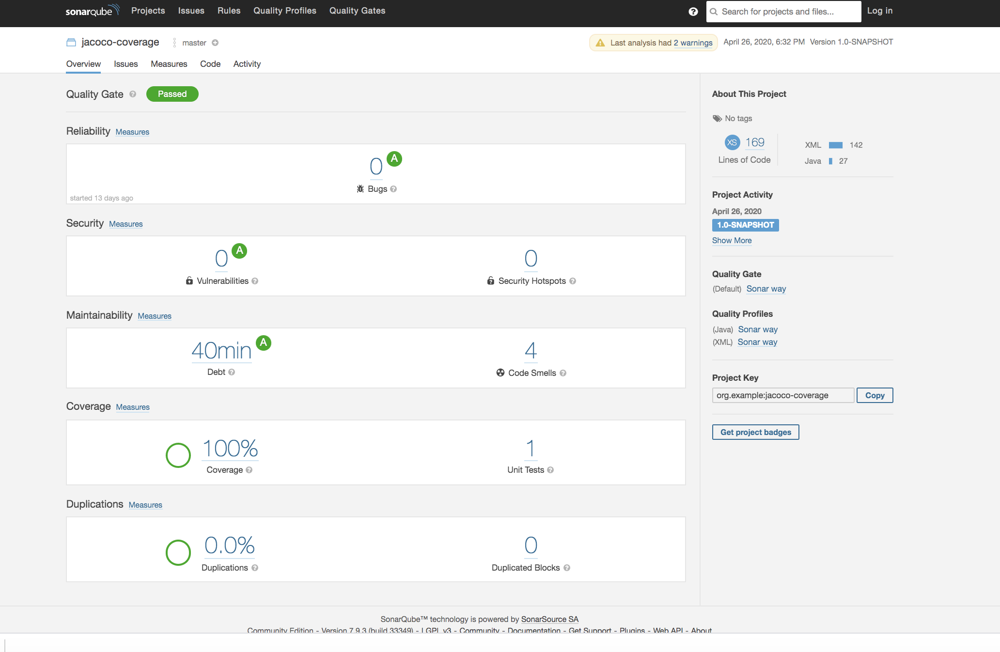 sonarqube Projects Issues Rules Quality Profiles Quality Gates ? Search for projects and files... Log in
jacoco-coverage master Last analysis had 2 warnings April 26, 2020, 6:32 PM Version 1.0-SNAPSHOT
Overview Issues Measures Code Activity
Quality Gate ? Passed
Reliability Measures
0 A
Bugs ?
started 13 days ago
Security Measures
0 A
Vulnerabilities ?
0
Security Hotspots ?
Maintainability Measures
40min A
Debt ?
4
Code Smells ?
Coverage Measures
100%
Coverage ?
1
Unit Tests ?
Duplications Measures
0.0%
Duplications ?
0
Duplicated Blocks ?
About This Project
No tags
XS 169
Lines of Code
XML 142
Java 27
Project Activity
April 26, 2020
1.0-SNAPSHOT
Show More
Quality Gate
(Default) Sonar way
Quality Profiles
(Java) Sonar way
(XML) Sonar way
Project Key
org.example:jacoco-coverage Copy
Get project badges
SonarQube™ technology is powered by SonarSource SA
Community Edition - Version 7.9.3 (build 33349) - LGPL v3 - Community - Documentation - Get Support - Plugins - Web API - About